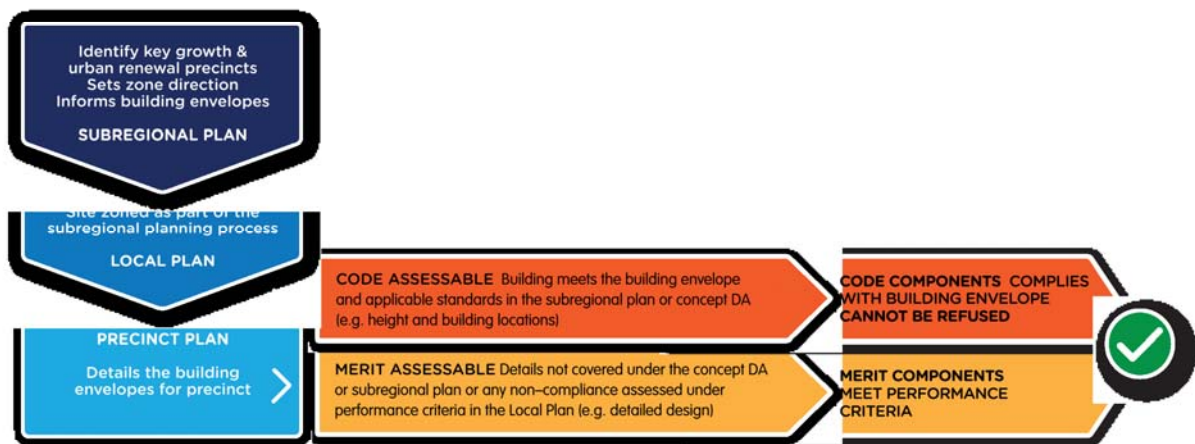 Identify key growth &
urban renewal precincts
Sets zone direction
Informs building envelopes
SUBREGIONAL PLAN
Site zoned as part of the
subregional planning process
LOCAL PLAN
PRECINCT PLAN
Details the building
envelopes for precinct
CODE ASSESSABLE Building meets the building envelope
and applicable standards in the subregional plan or concept DA
(e.g. height and building locations)
MERIT ASSESSABLE Details not covered under the concept DA
or subregional plan or any non–compliance assessed under
performance criteria in the Local Plan (e.g. detailed design)
CODE COMPONENTS COMPLIES
WITH BUILDING ENVELOPE
CANNOT BE REFUSED
MERIT COMPONENTS
MEET PERFORMANCE
CRITERIA